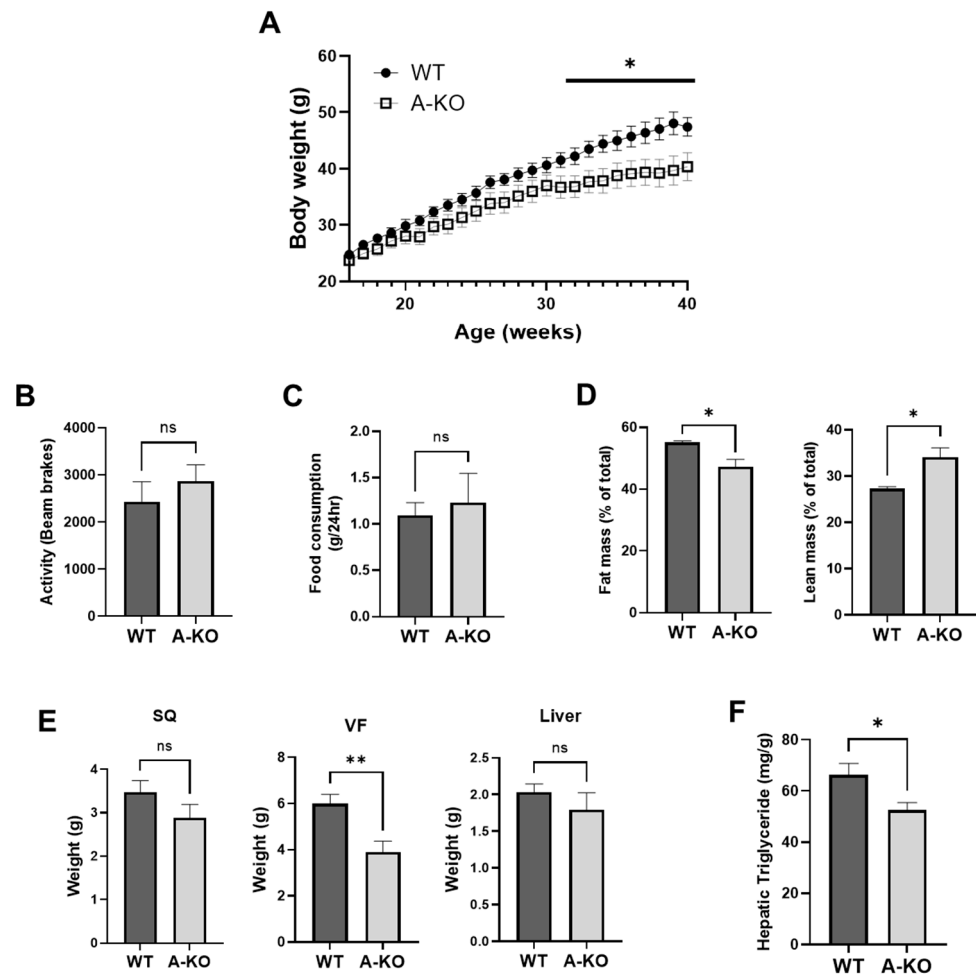 A
Body weight (g)
60
50
40
30
20
WT
A-KO
*
20
30
40
Age (weeks)
B
Activity (Beam brakes)
4000
3000
2000
1000
0
ns
WT
A-KO
C
Food consumption
(g/24hr)
2.0
1.5
1.0
0.5
0.0
ns
WT
A-KO
D
Fat mass (% of total)
60
40
20
0
*
WT
A-KO
Lean mass (% of total)
40
30
20
10
0
*
WT
A-KO
E
SQ
Weight (g)
4
3
2
1
0
ns
WT
A-KO
VF
Weight (g)
8
6
4
2
0
**
WT
A-KO
Liver
Weight (g)
2.5
2.0
1.5
1.0
0.5
0.0
ns
WT
A-KO
F
Hepatic Triglyceride (mg/g)
80
60
40
20
0
*
WT
A-KO